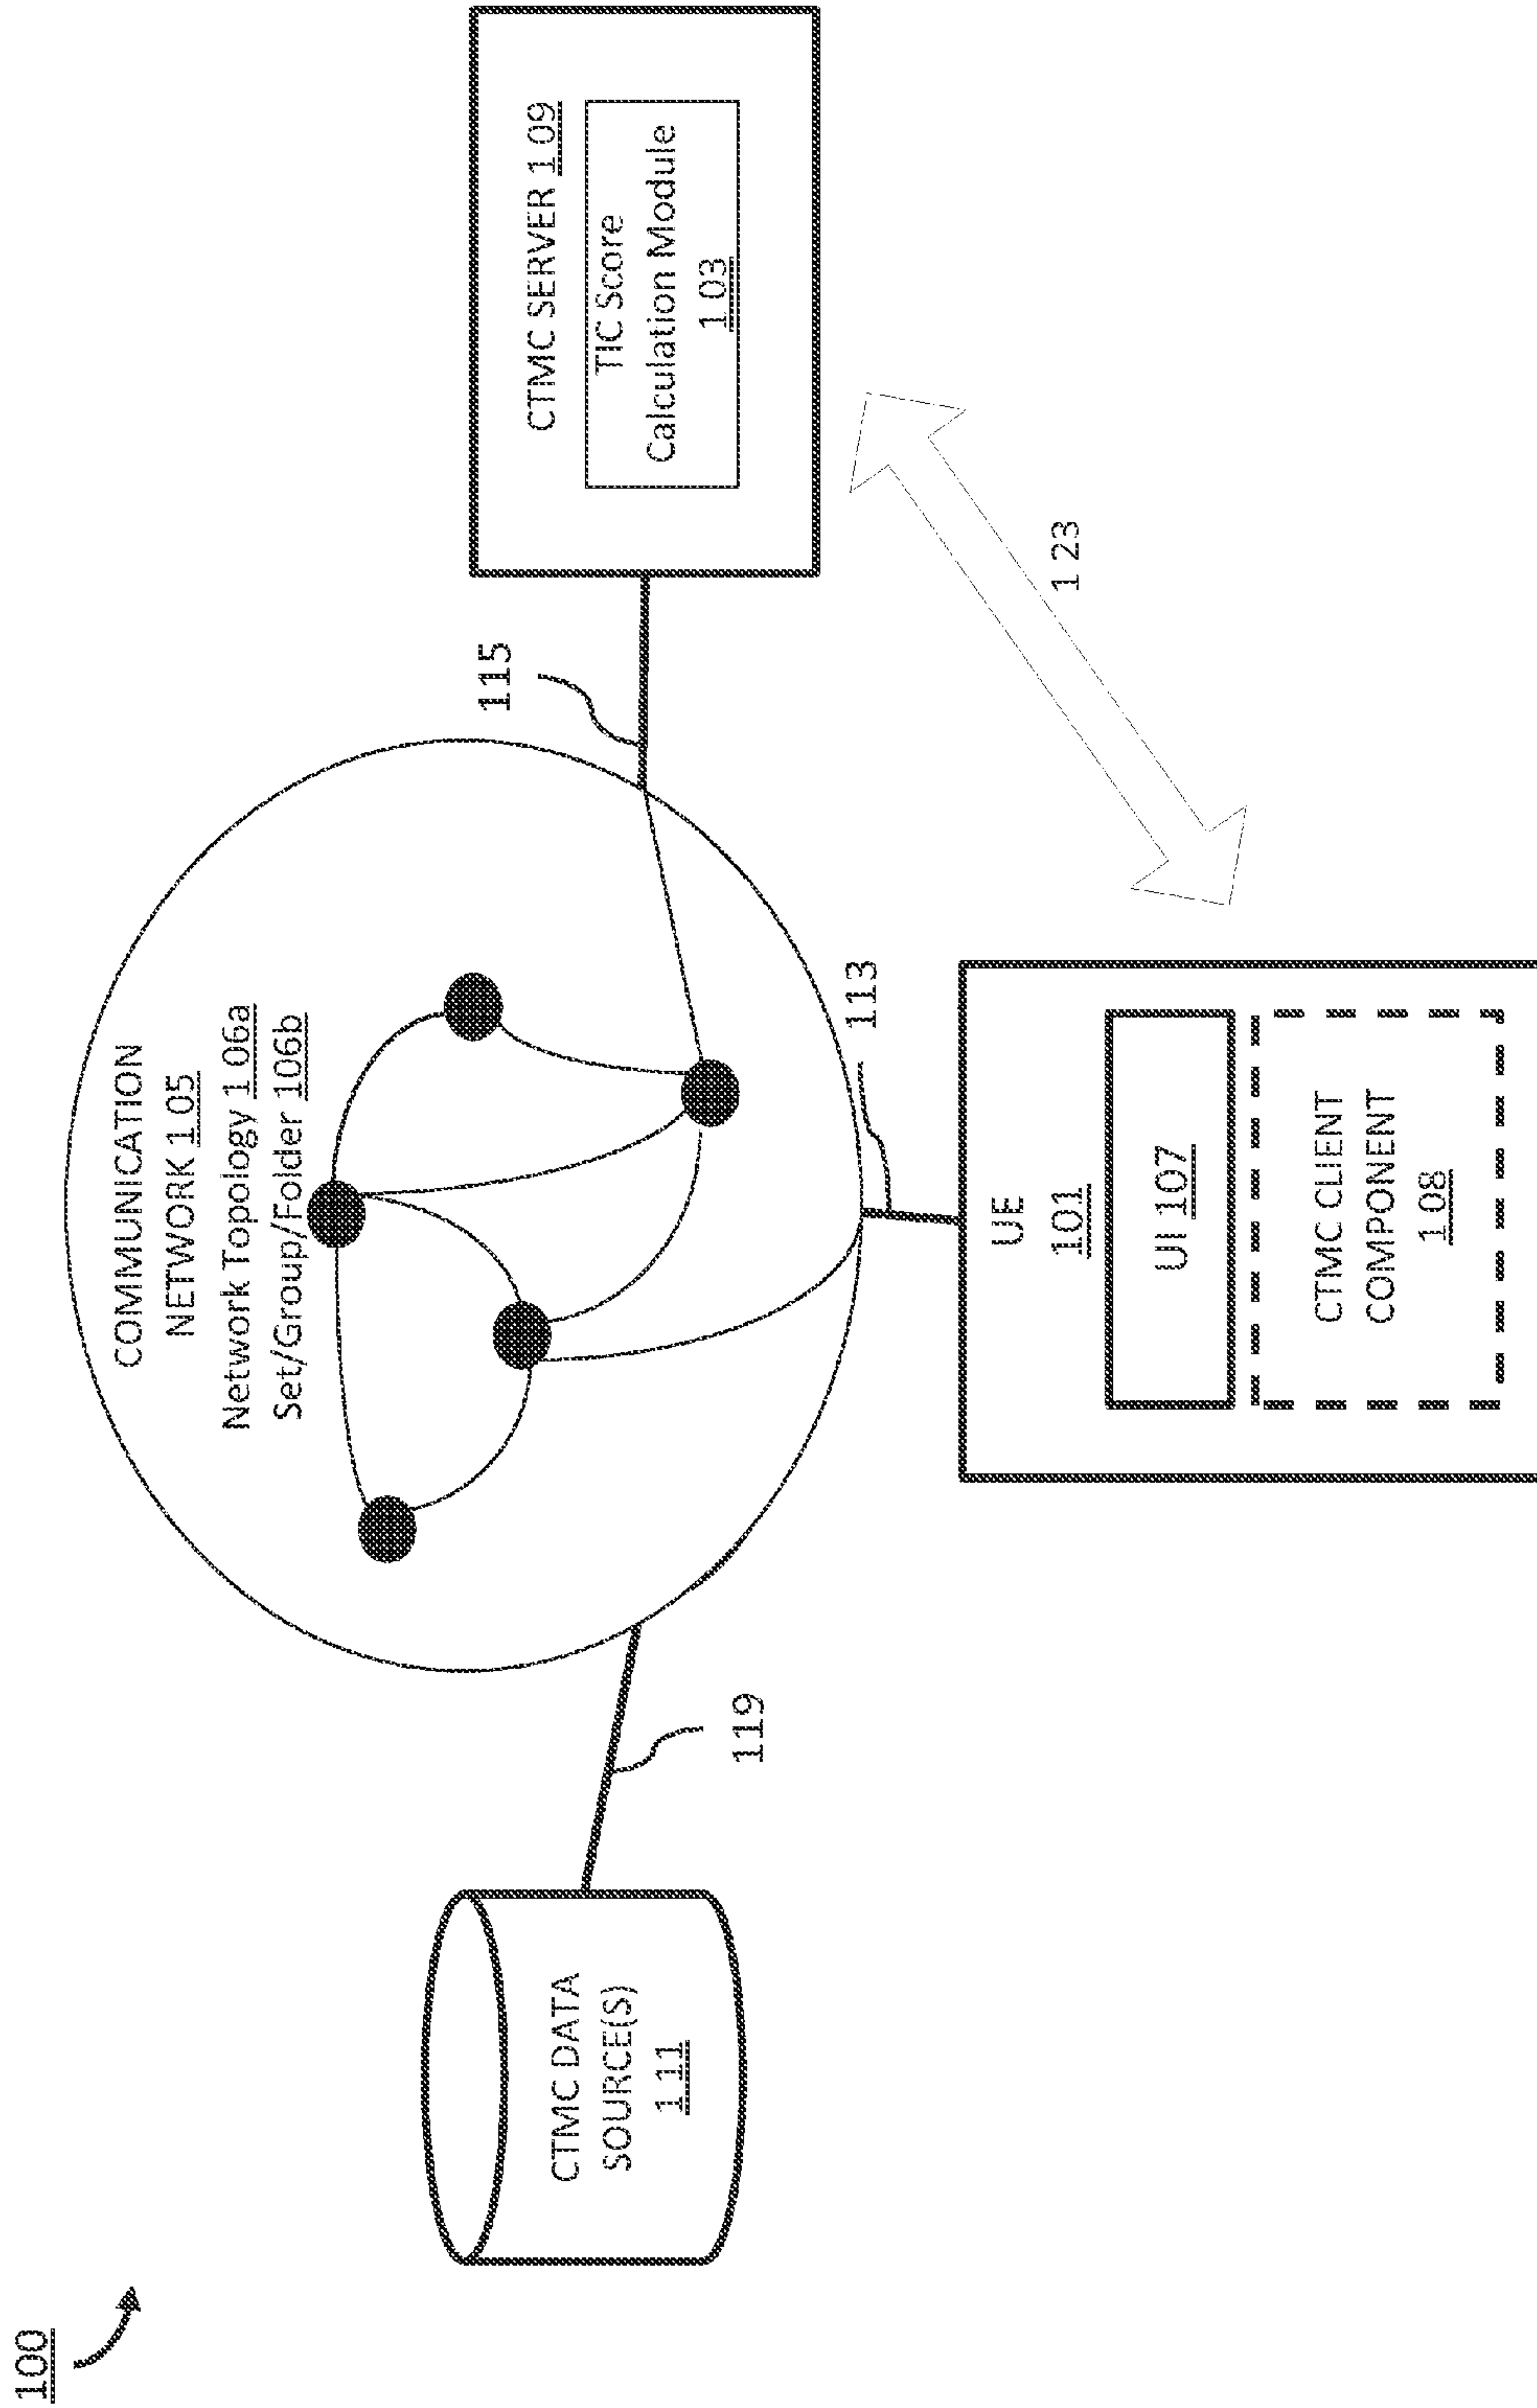 100
COMMUNICATION
NETWORK 105
Network Topology 106a
Set/Group/Folder 106b
CTMC DATA
SOURCE(S)
111
119
115
CTMC SERVER 109
TIC Score
Calculation Module
103
113
123
UE
101
UI 107
CTMC CLIENT
COMPONENT
108